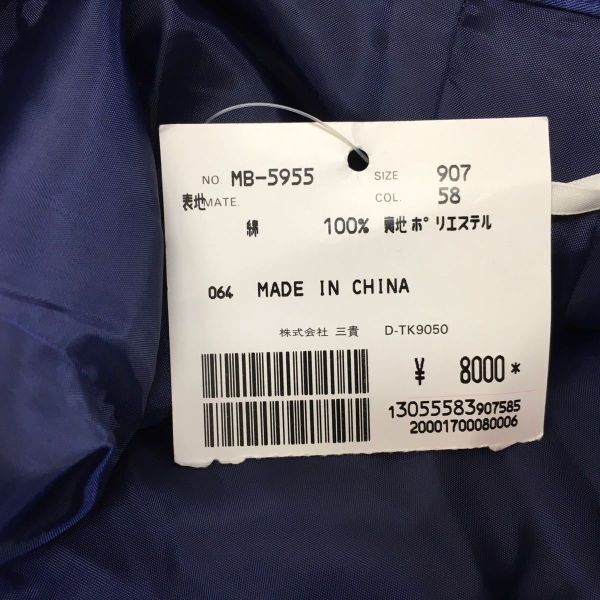 NO. MB-5955 SIZE 907
表地MATE. COL. 58
綿 100% 裏地 ポリエステル
064 MADE IN CHINA
株式会社 三貴 D-TK9050
¥ 8000*
13055583907585
20001700080006